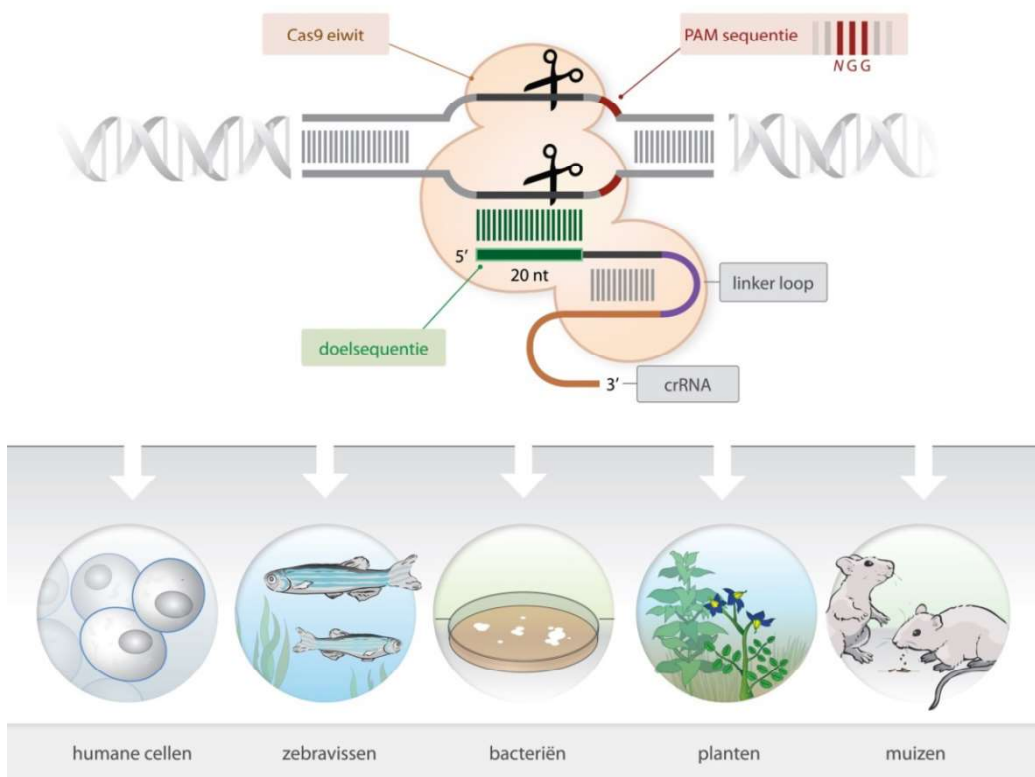 Cas9 eiwit
PAM sequentie
NGG
5’
20 nt
linker loop
doelsequentie
3’
crRNA
humane cellen
zebravissen
bacteriën
planten
muizen